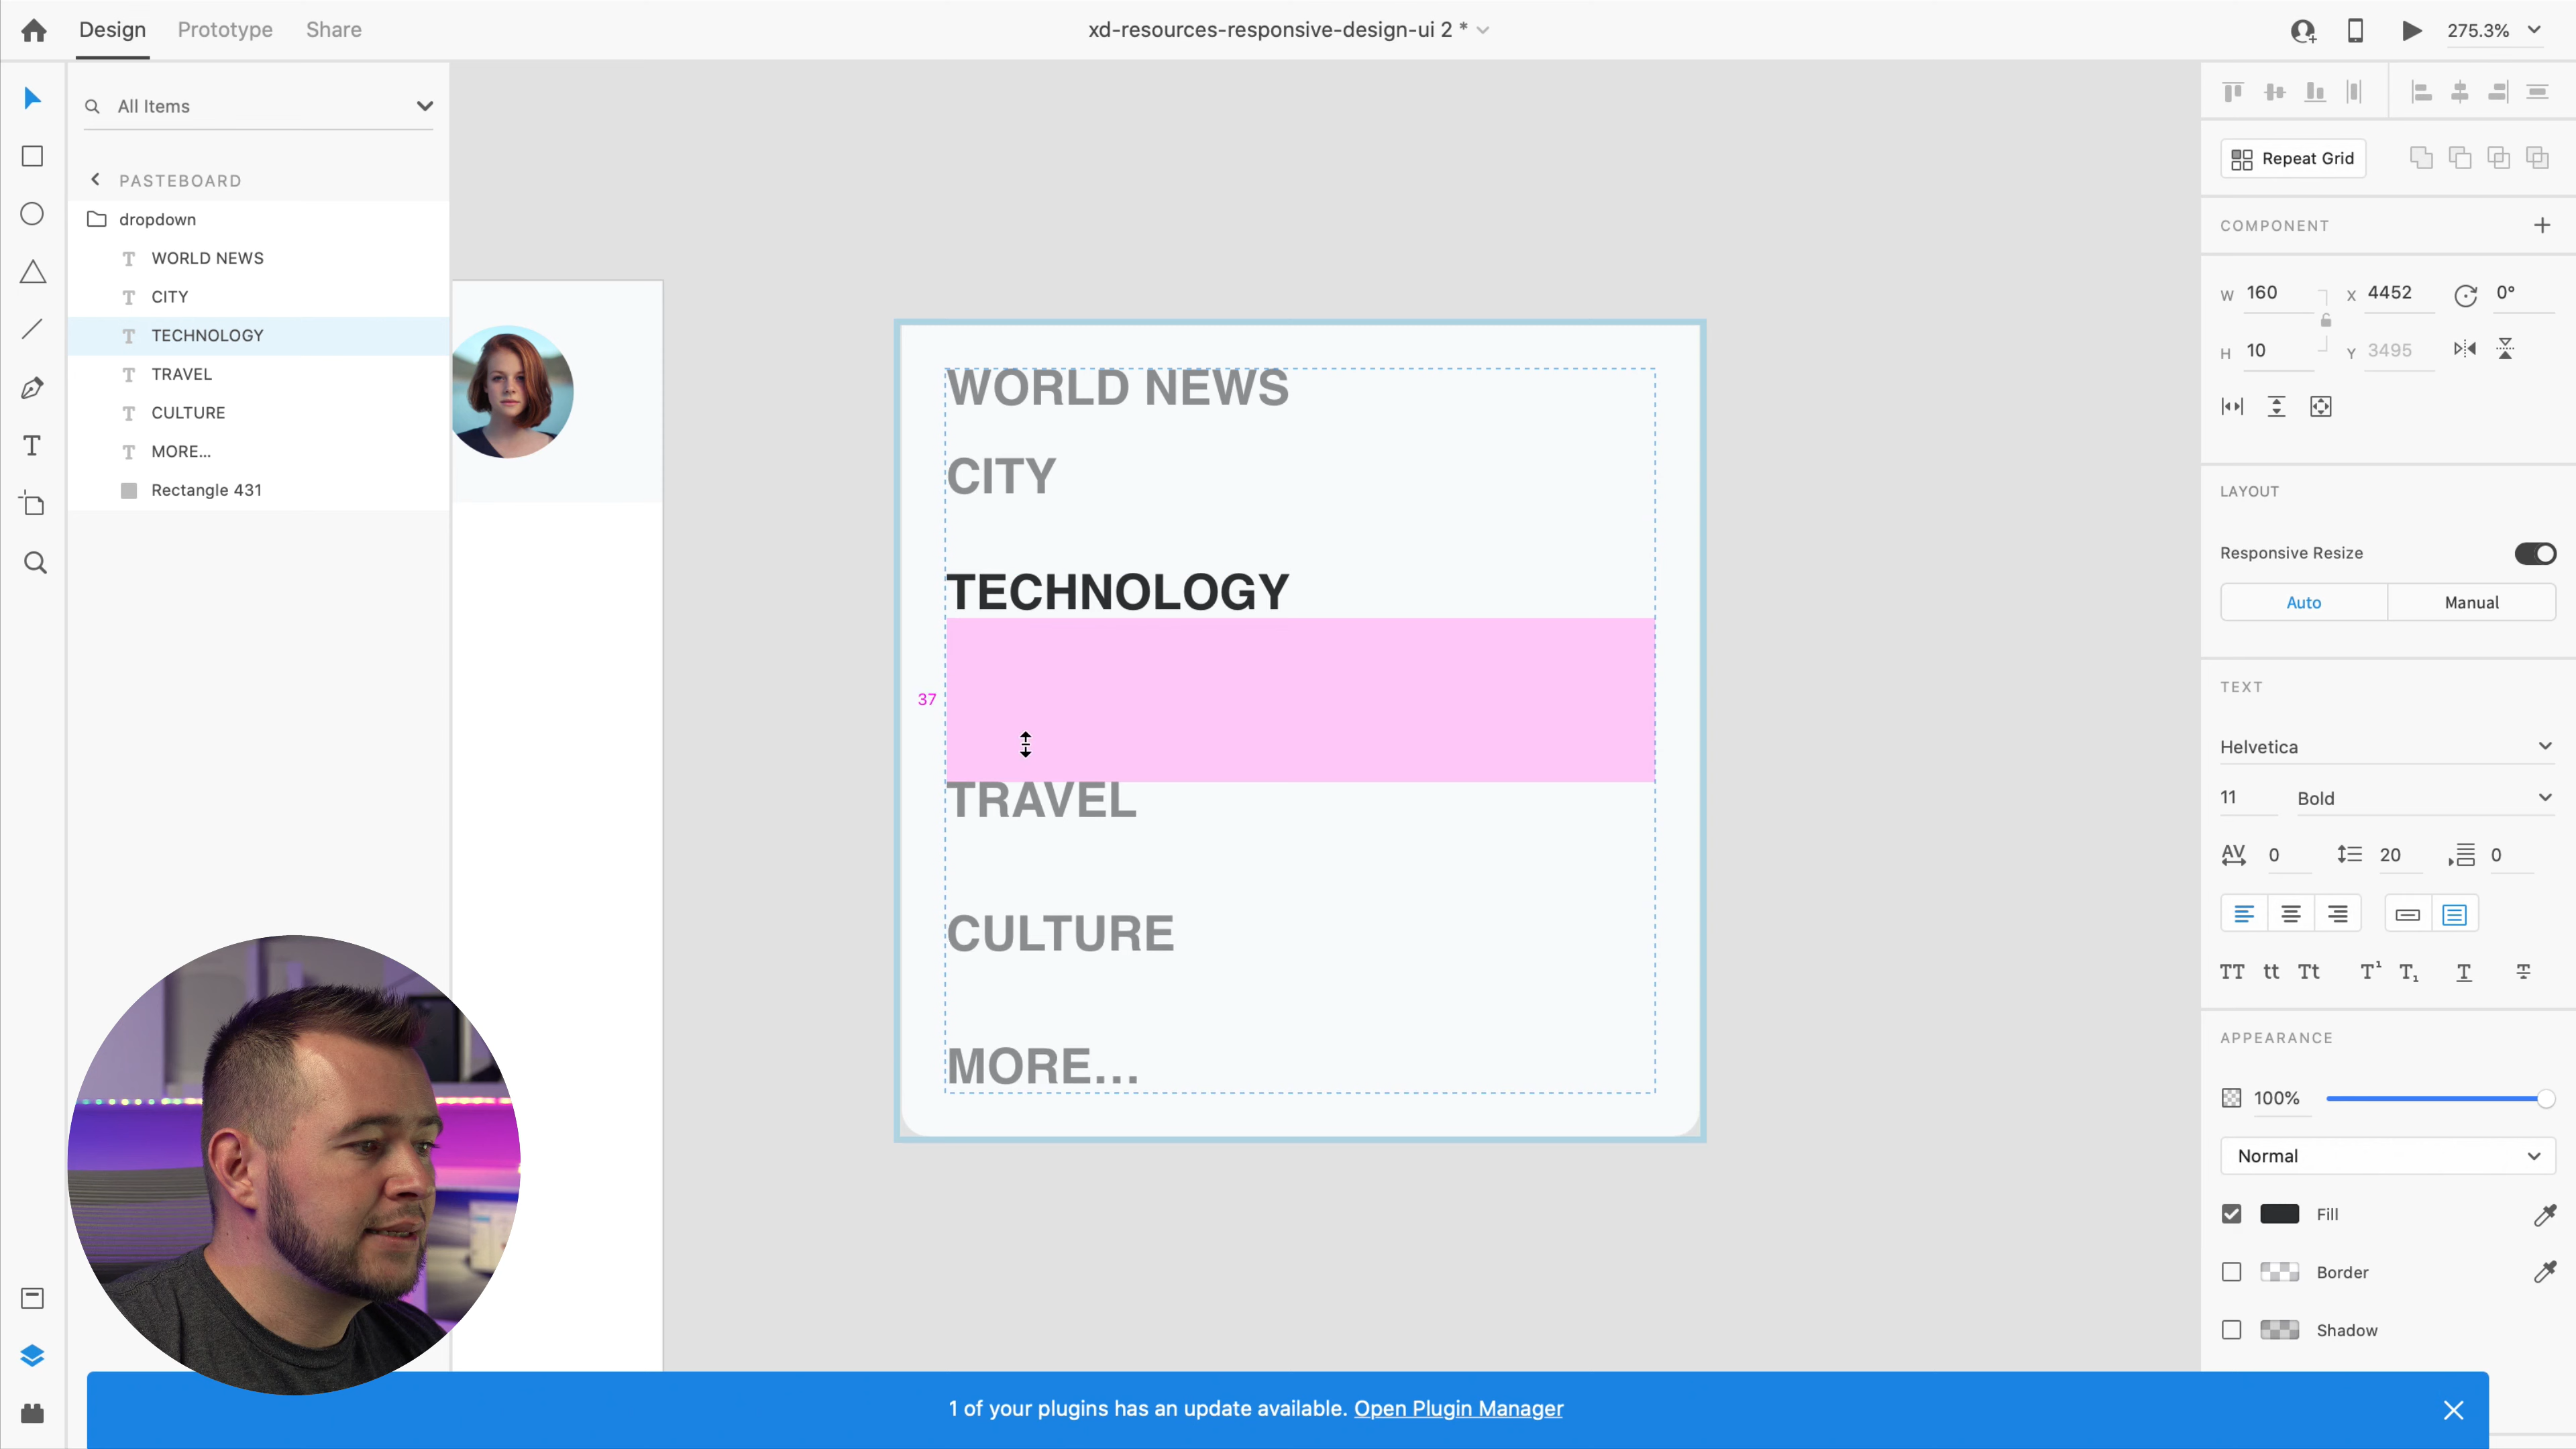 Design Prototype Share
xd-resources-responsive-design-ui 2 *
275.3%
All Items
PASTEBOARD
dropdown
T WORLD NEWS
T CITY
T TECHNOLOGY
T TRAVEL
T CULTURE
T MORE...
Rectangle 431
WORLD NEWS
CITY
TECHNOLOGY
37
TRAVEL
CULTURE
MORE...
Repeat Grid
COMPONENT
W 160 X 4452 0°
H 10 Y 3495
LAYOUT
Responsive Resize
Auto Manual
TEXT
Helvetica
11 Bold
AV 0 20 0
TT tt Tt T¹ T₁ T T
APPEARANCE
100%
Normal
Fill
Border
Shadow
1 of your plugins has an update available. Open Plugin Manager